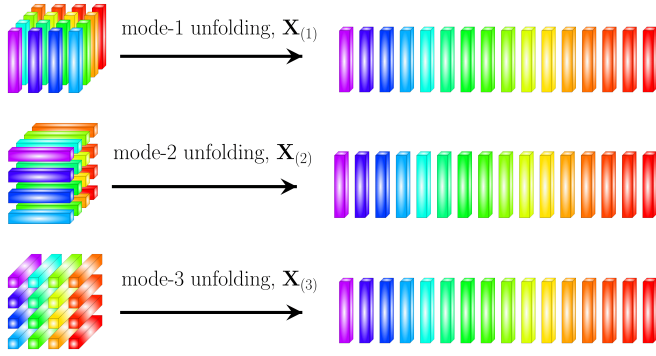 mode-1 unfolding, X(1)
mode-2 unfolding, X(2)
mode-3 unfolding, X(3)